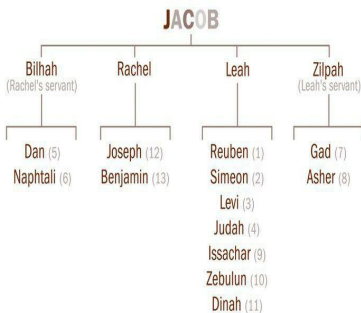 JACOB
Bilhah
(Rachel's servant)
Rachel
Leah
Zilpah
(Leah's servant)
Dan (5)
Naphtali (6)
Joseph (12)
Benjamin (13)
Reuben (1)
Simeon (2)
Levi (3)
Judah (4)
Issachar (9)
Zebulun (10)
Dinah (11)
Gad (7)
Asher (8)